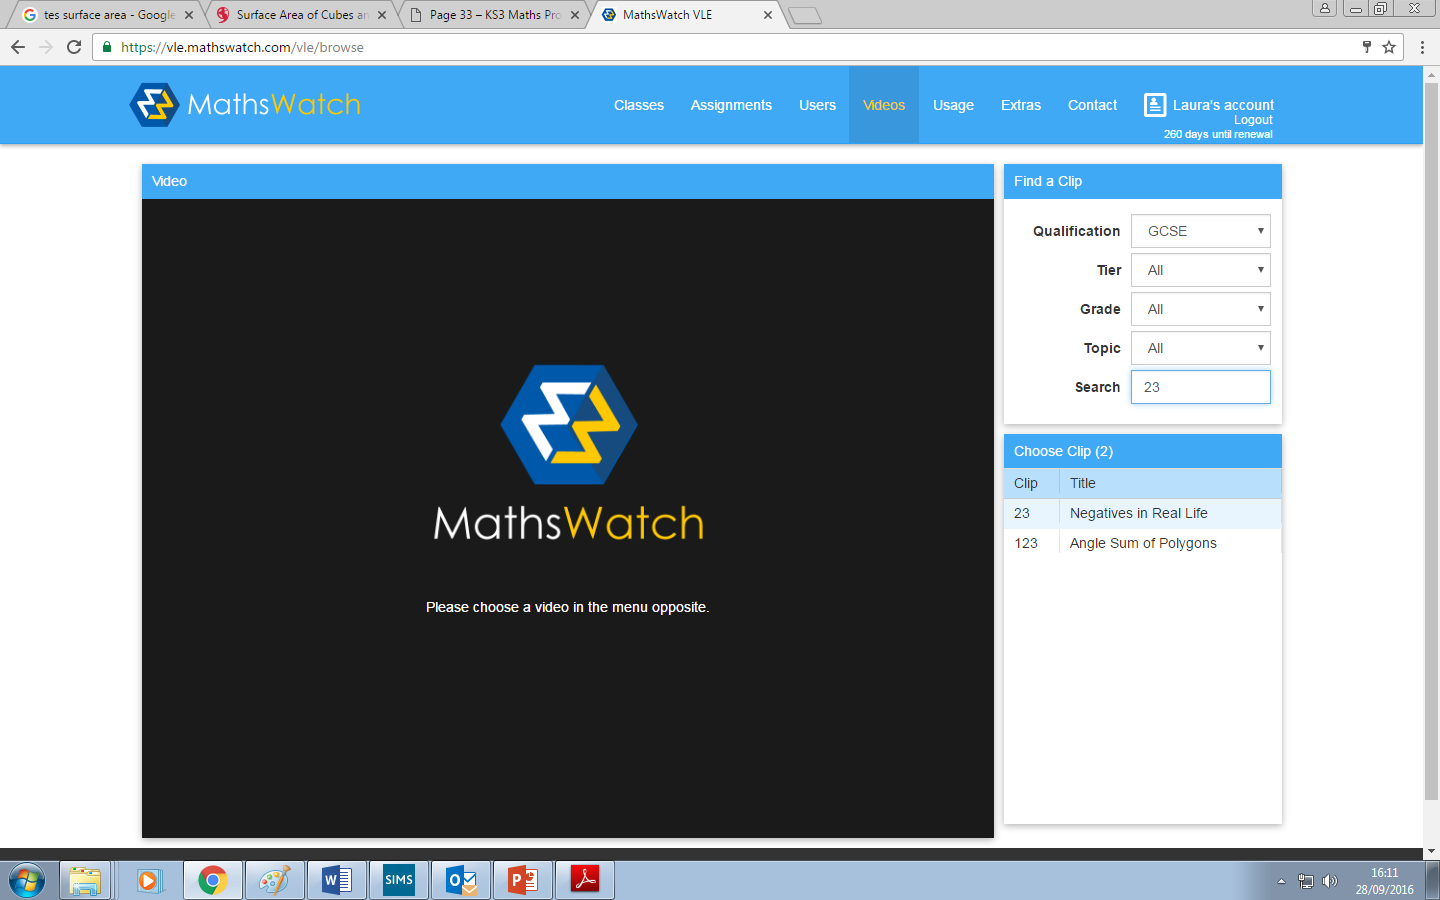 tes surface area - Google
Surface Area of Cubes an
Page 33 – KS3 Maths Pro
MathsWatch VLE
https://vle.mathswatch.com/vle/browse
MathsWatch
Classes
Assignments
Users
Videos
Usage
Extras
Contact
Laura's account
Logout
260 days until renewal
Video
MathsWatch
Please choose a video in the menu opposite.
Find a Clip
Qualification GCSE
Tier All
Grade All
Topic All
Search 23
Choose Clip (2)
Clip Title
23 Negatives in Real Life
123 Angle Sum of Polygons
SIMS
16:11
28/09/2016